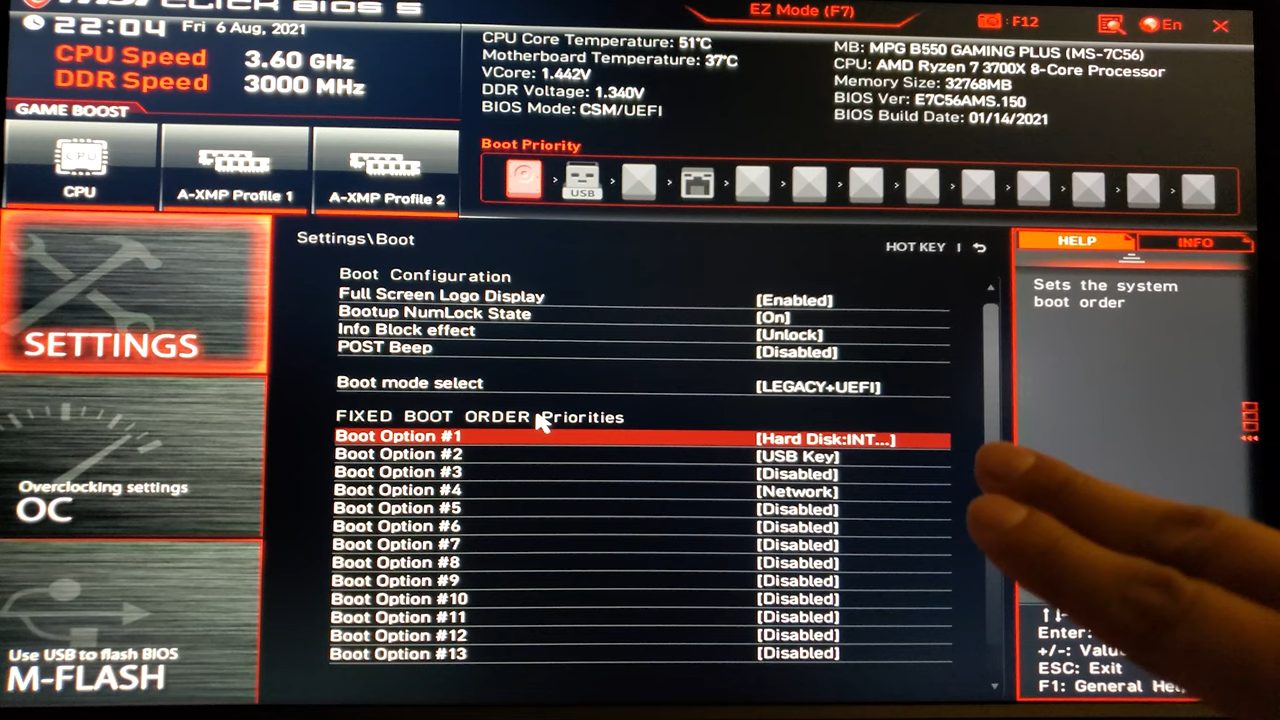 CLICK BIOS 5
EZ Mode (F7)
: F12
En
22:04 Fri 6 Aug, 2021
CPU Speed 3.60 GHz
DDR Speed 3000 MHz
CPU Core Temperature: 51°C
Motherboard Temperature: 37°C
VCore: 1.442V
DDR Voltage: 1.340V
BIOS Mode: CSM/UEFI
MB: MPG B550 GAMING PLUS (MS-7C56)
CPU: AMD Ryzen 7 3700X 8-Core Processor
Memory Size: 32768MB
BIOS Ver: E7C56AMS.150
BIOS Build Date: 01/14/2021
GAME BOOST
CPU
CPU
A-XMP Profile 1
A-XMP Profile 2
Boot Priority
USB
SETTINGS
Overclocking settings
OC
Use USB to flash BIOS
M-FLASH
Settings\Boot
HOT KEY
Boot Configuration
Full Screen Logo Display [Enabled]
Bootup NumLock State [On]
Info Block effect [Unlock]
POST Beep [Disabled]
Boot mode select [LEGACY+UEFI]
FIXED BOOT ORDER Priorities
Boot Option #1 [Hard Disk:INT...]
Boot Option #2 [USB Key]
Boot Option #3 [Disabled]
Boot Option #4 [Network]
Boot Option #5 [Disabled]
Boot Option #6 [Disabled]
Boot Option #7 [Disabled]
Boot Option #8 [Disabled]
Boot Option #9 [Disabled]
Boot Option #10 [Disabled]
Boot Option #11 [Disabled]
Boot Option #12 [Disabled]
Boot Option #13 [Disabled]
HELP
INFO
Sets the system
boot order
Enter:
+/-: Valu
ESC: Exit
F1: General Hel